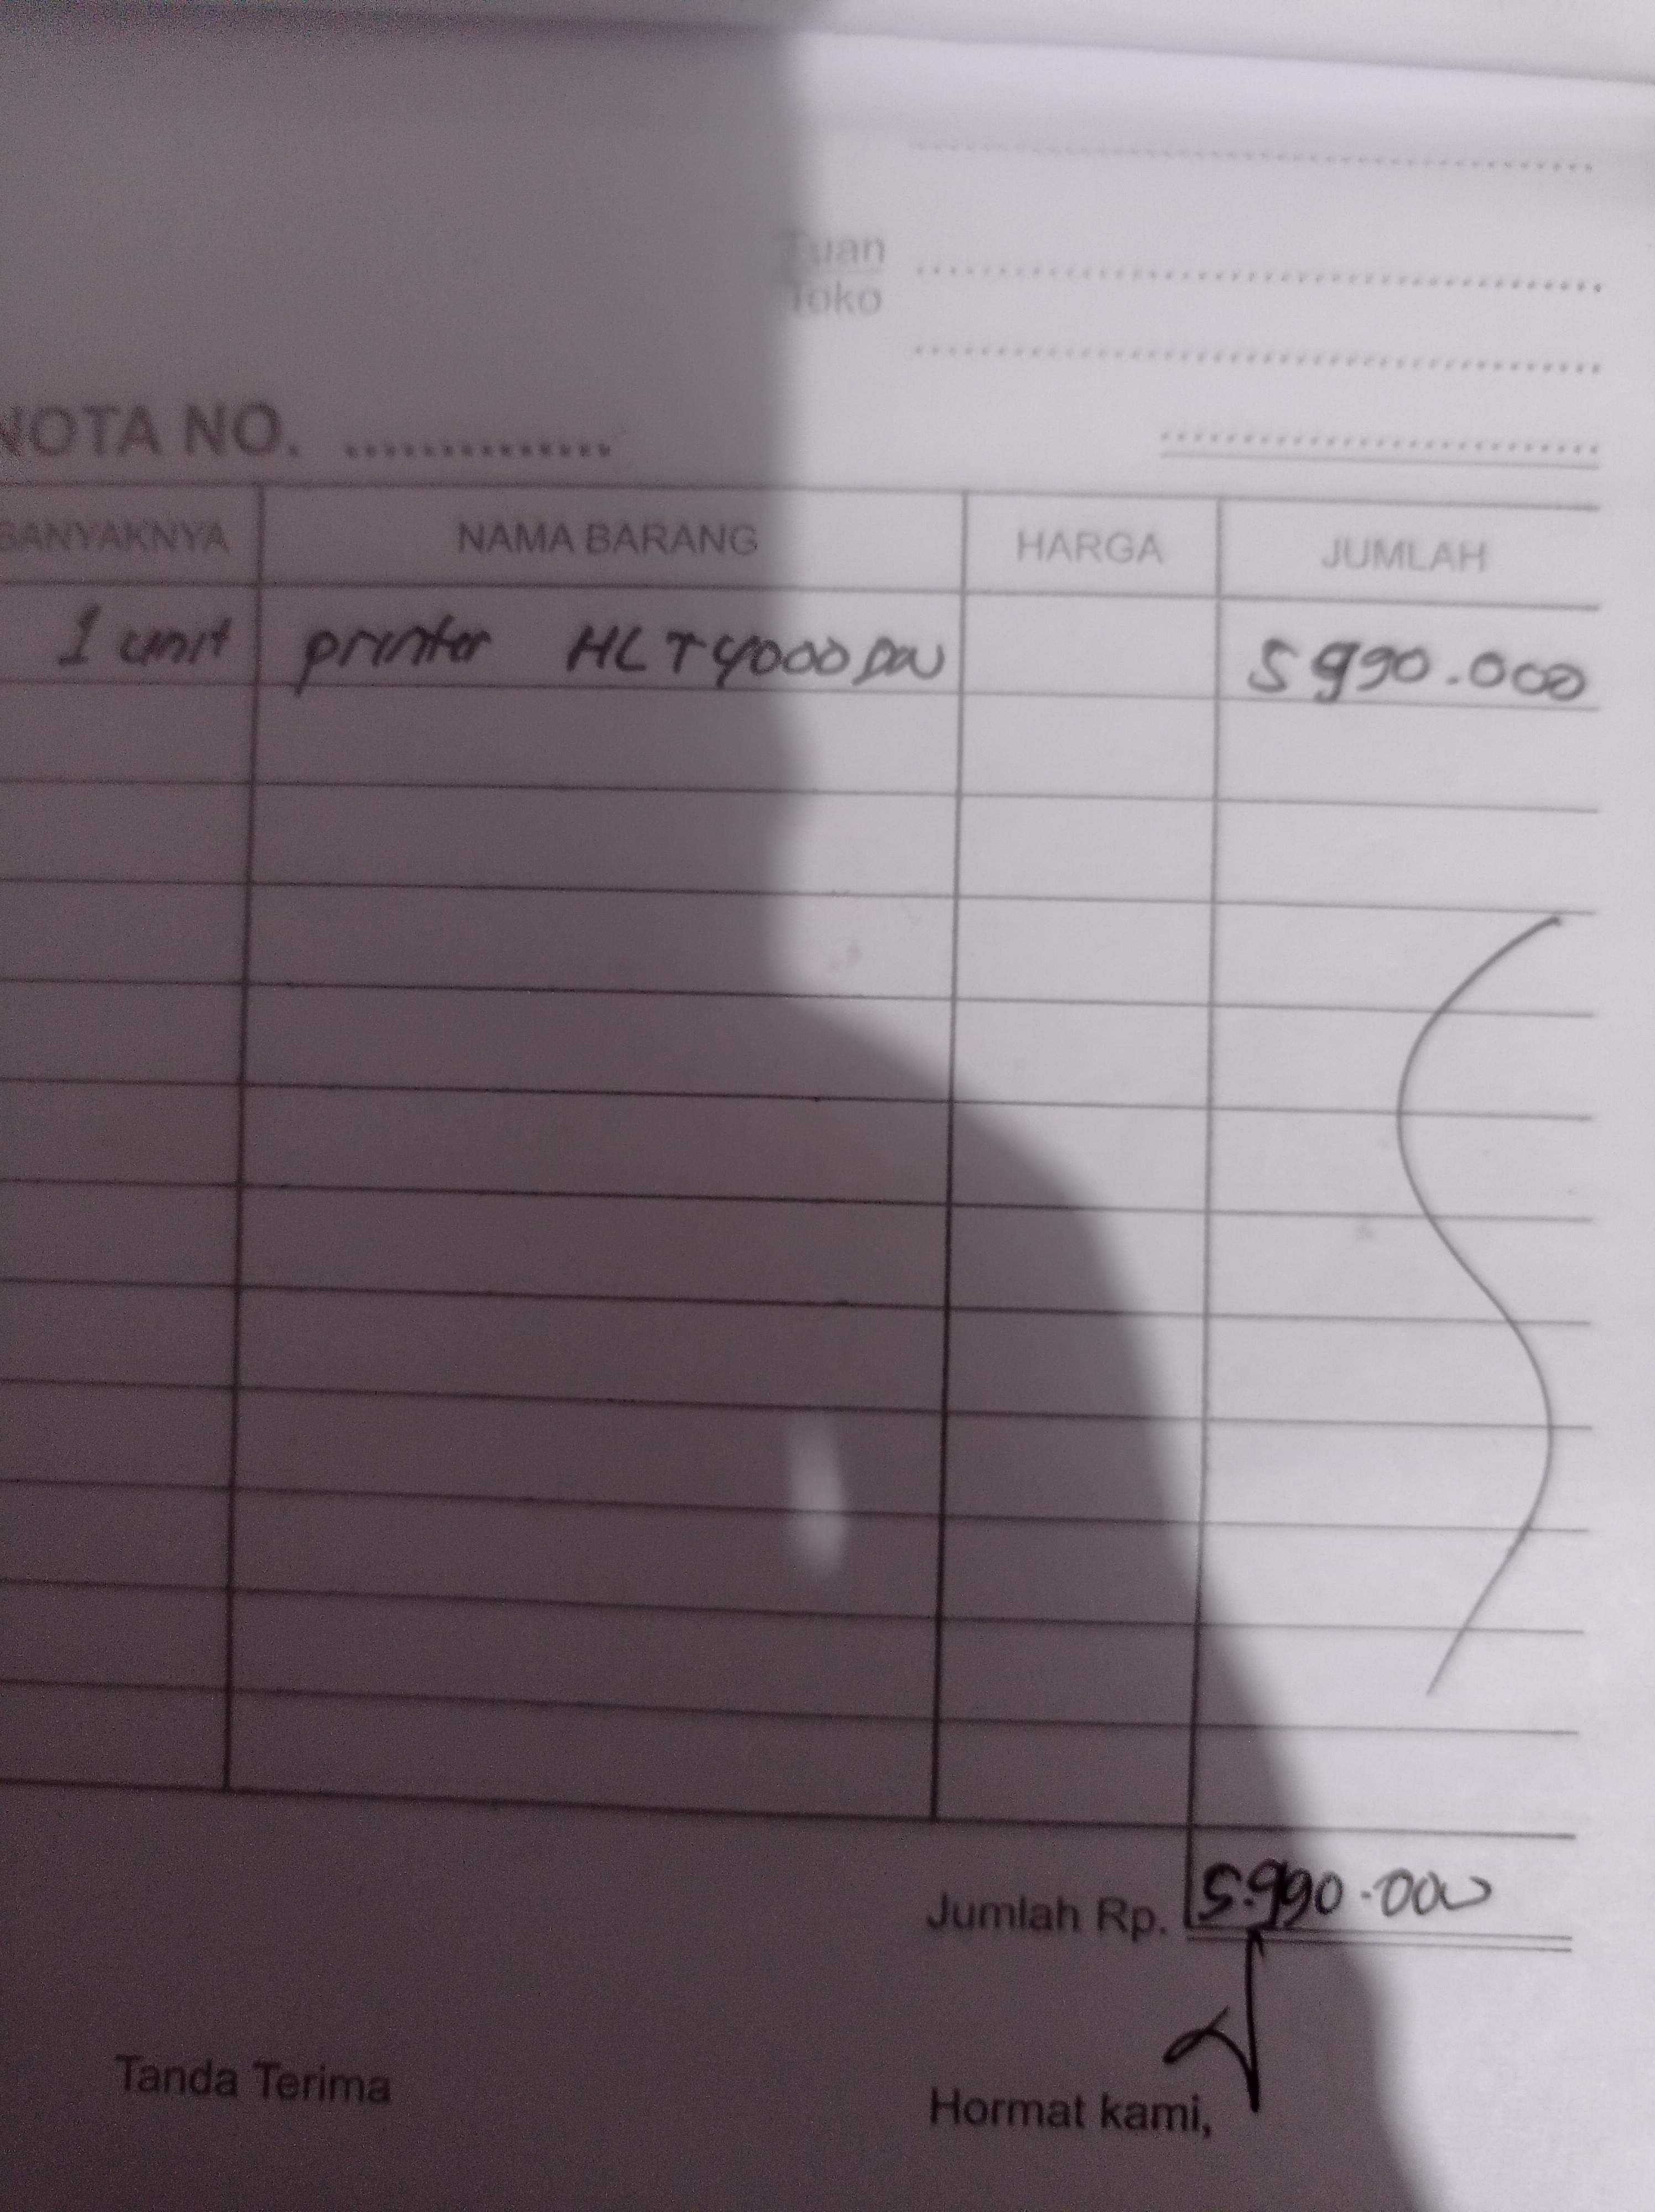 Tuan
Toko
NOTA NO. ..............
BANYAKNYA NAMA BARANG HARGA JUMLAH
1 unit printer HLT4000DW 5 990.000
Jumlah Rp. 5.990.000
Tanda Terima Hormat kami,